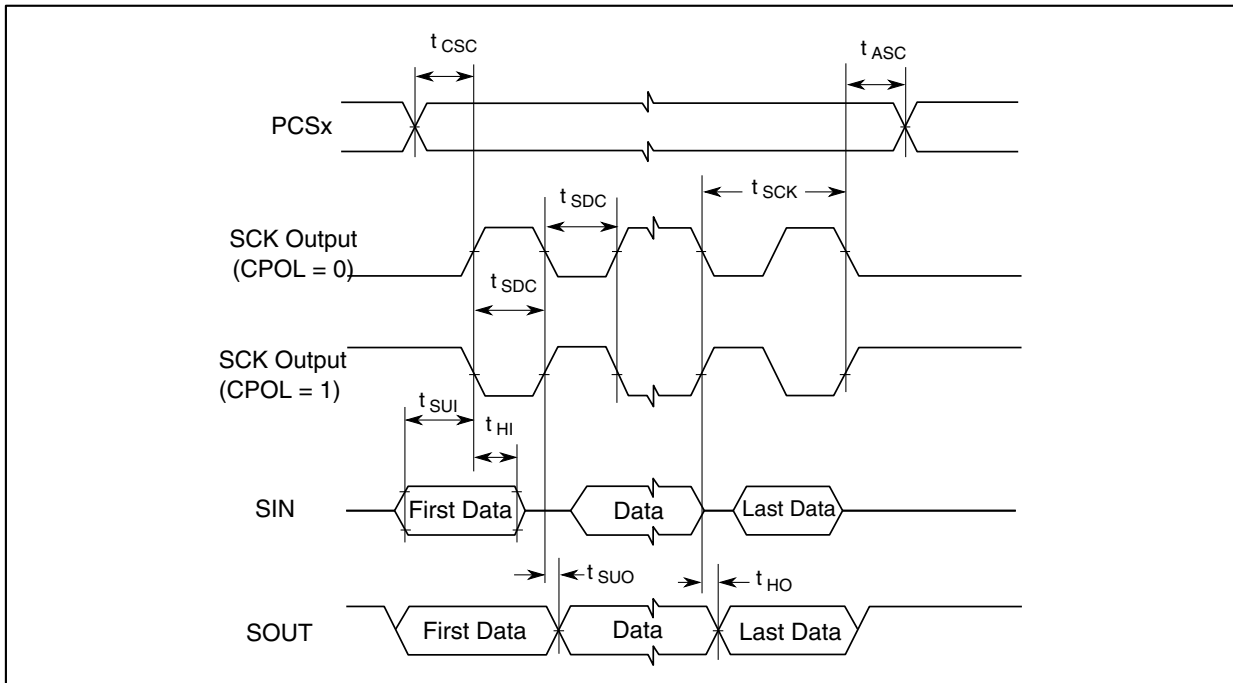 t CSC
t ASC
PCSx
t SCK
t SDC
SCK Output
(CPOL = 0)
t SDC
SCK Output
(CPOL = 1)
t SUI
t HI
SIN
First Data
Data
Last Data
t SUO
t HO
SOUT
First Data
Data
Last Data